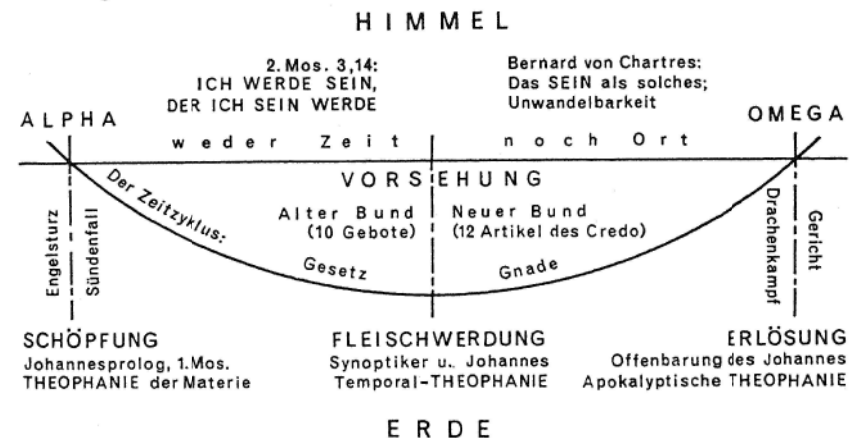 HIMMEL
2. Mos. 3,14:
ICH WERDE SEIN,
DER ICH SEIN WERDE
Bernard von Chartres:
Das SEIN als solches;
Unwandelbarkeit
ALPHA
OMEGA
weder Zeit noch Ort
VORSEHUNG
Der Zeitzyklus:
Alter Bund
(10 Gebote)
Neuer Bund
(12 Artikel des Credo)
Gesetz
Gnade
Engelsturz
Sündenfall
Drachenkampf
Gericht
SCHÖPFUNG
Johannesprolog, 1.Mos.
THEOPHANIE der Materie
FLEISCHWERDUNG
Synoptiker u. Johannes
Temporal-THEOPHANIE
ERLÖSUNG
Offenbarung des Johannes
Apokalyptische THEOPHANIE
ERDE